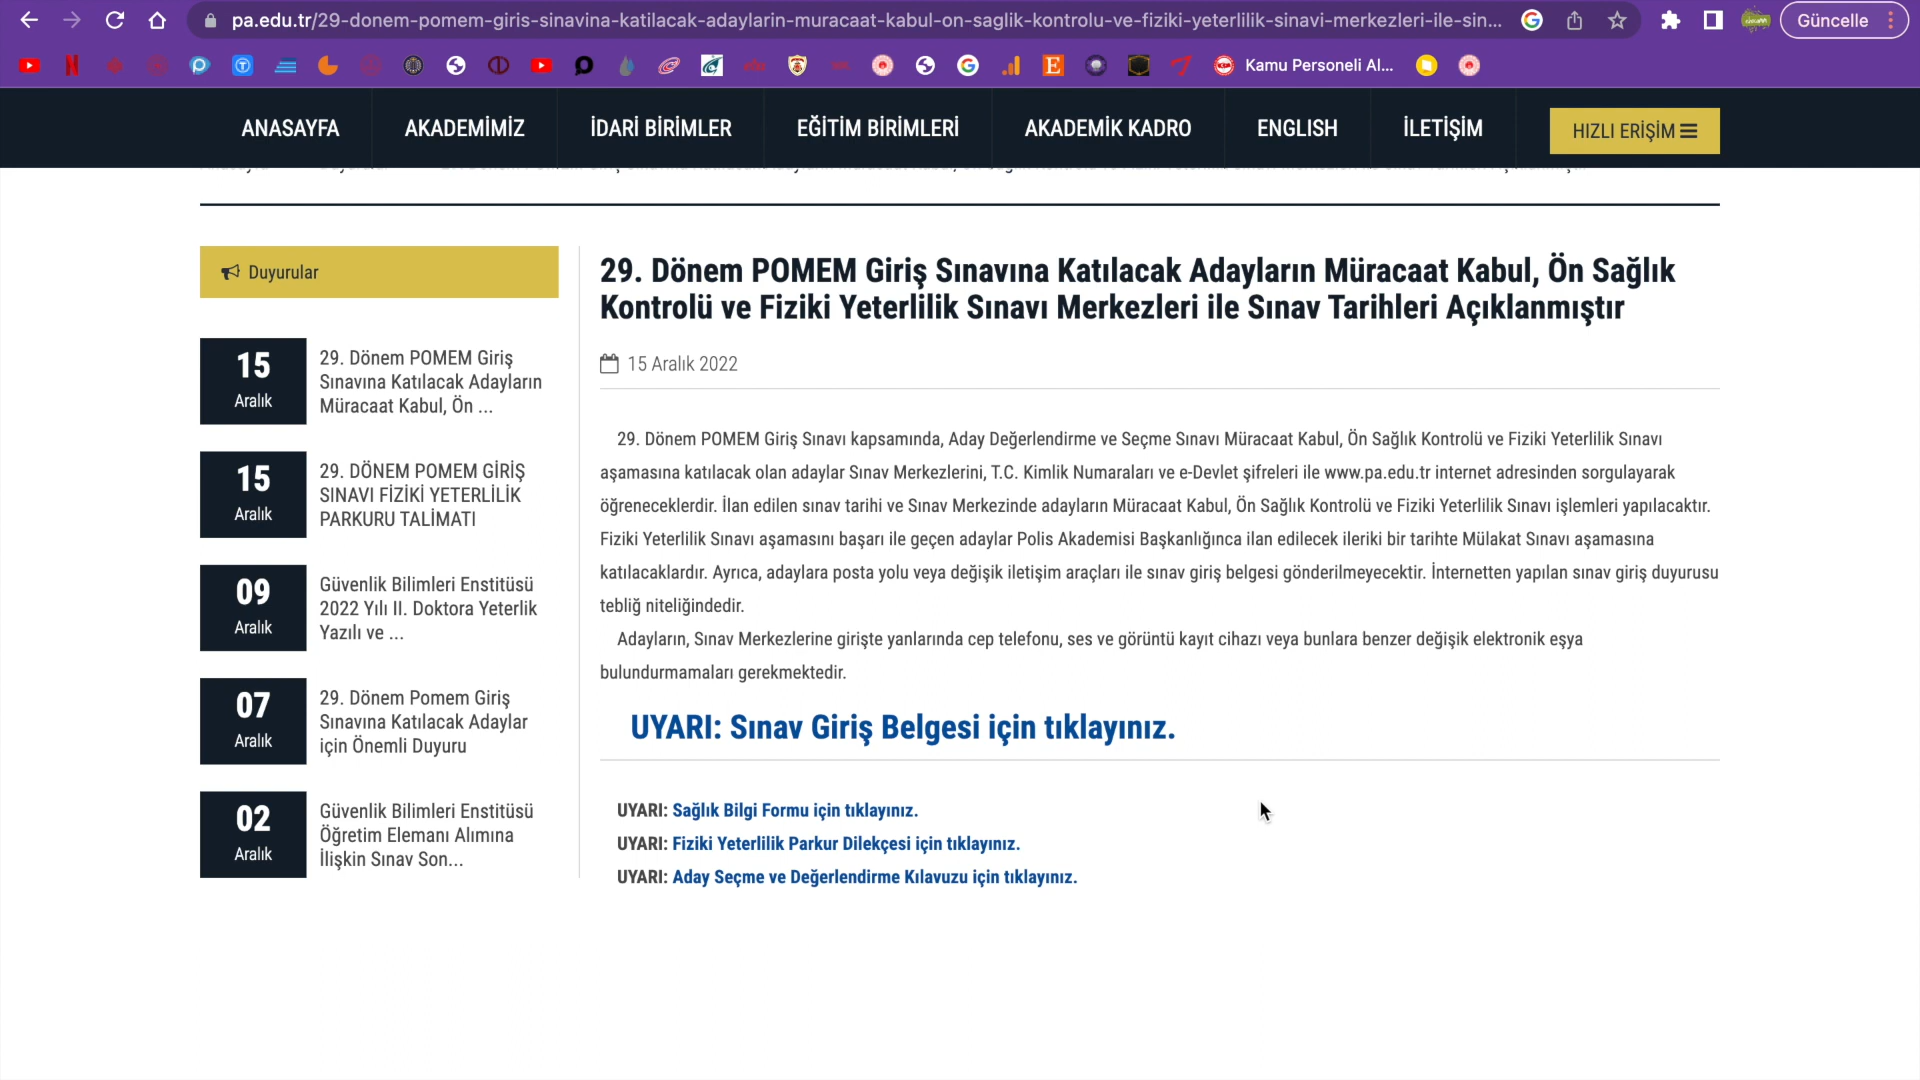 pa.edu.tr/29-donem-pomem-giris-sinavina-katilacak-adaylarin-muracaat-kabul-on-saglik-kontrolu-ve-fiziki-yeterlilik-sinavi-merkezleri-ile-sin...
Güncelle
Kamu Personeli Al...
ANASAYFA
AKADEMİMİZ
İDARİ BİRİMLER
EĞİTİM BİRİMLERİ
AKADEMİK KADRO
ENGLISH
İLETİŞİM
HIZLI ERİŞİM
Duyurular
15
Aralık
29. Dönem POMEM Giriş
Sınavına Katılacak Adayların
Müracaat Kabul, Ön ...
15
Aralık
29. DÖNEM POMEM GİRİŞ
SINAVI FİZİKİ YETERLİLİK
PARKURU TALİMATI
09
Aralık
Güvenlik Bilimleri Enstitüsü
2022 Yılı II. Doktora Yeterlik
Yazılı ve ...
07
Aralık
29. Dönem Pomem Giriş
Sınavına Katılacak Adaylar
için Önemli Duyuru
02
Aralık
Güvenlik Bilimleri Enstitüsü
Öğretim Elemanı Alımına
İlişkin Sınav Son...
29. Dönem POMEM Giriş Sınavına Katılacak Adayların Müracaat Kabul, Ön Sağlık
Kontrolü ve Fiziki Yeterlilik Sınavı Merkezleri ile Sınav Tarihleri Açıklanmıştır
15 Aralık 2022
29. Dönem POMEM Giriş Sınavı kapsamında, Aday Değerlendirme ve Seçme Sınavı Müracaat Kabul, Ön Sağlık Kontrolü ve Fiziki Yeterlilik Sınavı
aşamasına katılacak olan adaylar Sınav Merkezlerini, T.C. Kimlik Numaraları ve e-Devlet şifreleri ile www.pa.edu.tr internet adresinden sorgulayarak
öğreneceklerdir. İlan edilen sınav tarihi ve Sınav Merkezinde adayların Müracaat Kabul, Ön Sağlık Kontrolü ve Fiziki Yeterlilik Sınavı işlemleri yapılacaktır.
Fiziki Yeterlilik Sınavı aşamasını başarı ile geçen adaylar Polis Akademisi Başkanlığınca ilan edilecek ileriki bir tarihte Mülakat Sınavı aşamasına
katılacaklardır. Ayrıca, adaylara posta yolu veya değişik iletişim araçları ile sınav giriş belgesi gönderilmeyecektir. İnternetten yapılan sınav giriş duyurusu
tebliğ niteliğindedir.
Adayların, Sınav Merkezlerine girişte yanlarında cep telefonu, ses ve görüntü kayıt cihazı veya bunlara benzer değişik elektronik eşya
bulundurmamaları gerekmektedir.
UYARI: Sınav Giriş Belgesi için tıklayınız.
UYARI: Sağlık Bilgi Formu için tıklayınız.
UYARI: Fiziki Yeterlilik Parkur Dilekçesi için tıklayınız.
UYARI: Aday Seçme ve Değerlendirme Kılavuzu için tıklayınız.